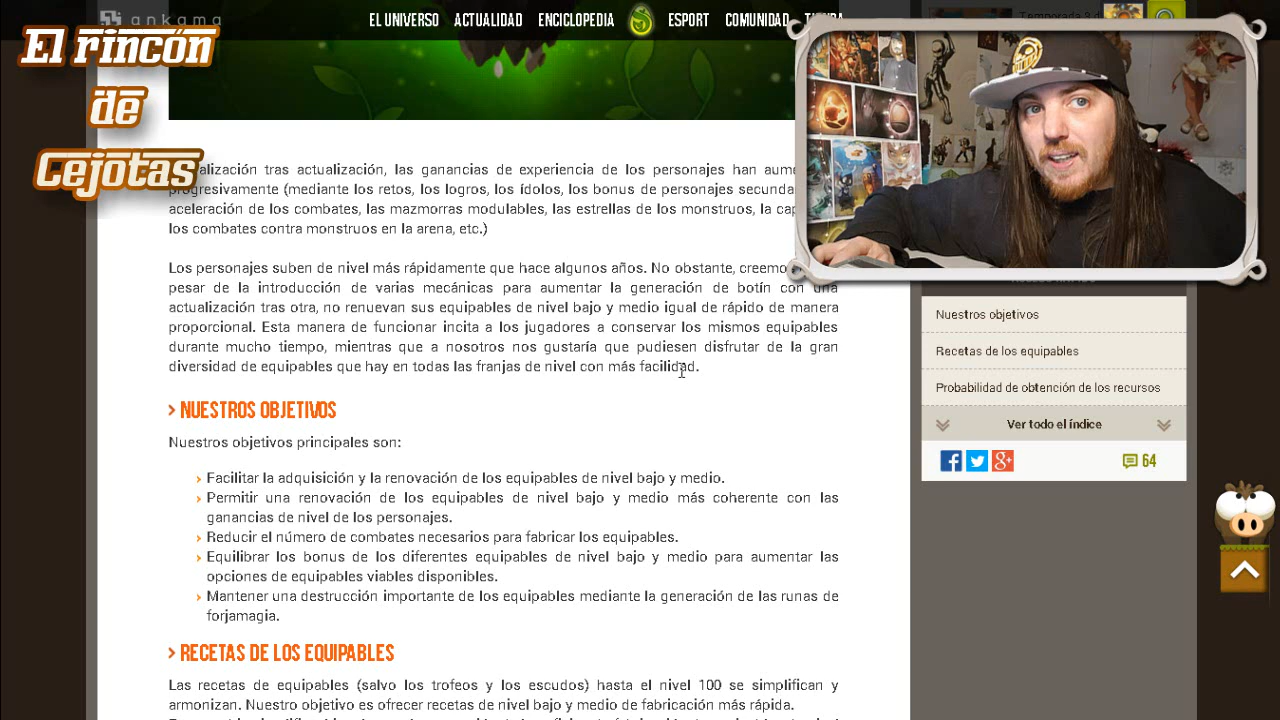 ankama
EL UNIVERSO ACTUALIDAD ENCICLOPEDIA ESPORT COMUNIDAD
El rincón
de
Cejotas
tras actualización, las ganancias de experiencia de los personajes han
progresivamente (mediante los retos, los logros, los ídolos, los bonus de personajes
aceleración de los combates, las mazmorras modulables, las estrellas de los monstruos, la
los combates contra monstruos en la arena, etc.)
Los personajes suben de nivel más rápidamente que hace algunos años. No obstante, creemos
pesar de la introducción de varias mecánicas para aumentar la generación de botín con una
actualización tras otra, no renuevan sus equipables de nivel bajo y medio igual de rápido de manera
proporcional. Esta manera de funcionar incita a los jugadores a conservar los mismos equipables
durante mucho tiempo, mientras que a nosotros nos gustaría que pudiesen disfrutar de la gran
diversidad de equipables que hay en todas las franjas de nivel con más facilidad.
> NUESTROS OBJETIVOS
Nuestros objetivos principales son:
› Facilitar la adquisición y la renovación de los equipables de nivel bajo y medio.
› Permitir una renovación de los equipables de nivel bajo y medio más coherente con las
ganancias de nivel de los personajes.
› Reducir el número de combates necesarios para fabricar los equipables.
› Equilibrar los bonus de los diferentes equipables de nivel bajo y medio para aumentar las
opciones de equipables viables disponibles.
› Mantener una destrucción importante de los equipables mediante la generación de las runas de
forjamagia.
> RECETAS DE LOS EQUIPABLES
Las recetas de equipables (salvo los trofeos y los escudos) hasta el nivel 100 se simplifican y
armonizan. Nuestro objetivo es ofrecer recetas de nivel bajo y medio de fabricación más rápida.
Nuestros objetivos
Recetas de los equipables
Probabilidad de obtención de los recursos
Ver todo el índice
64